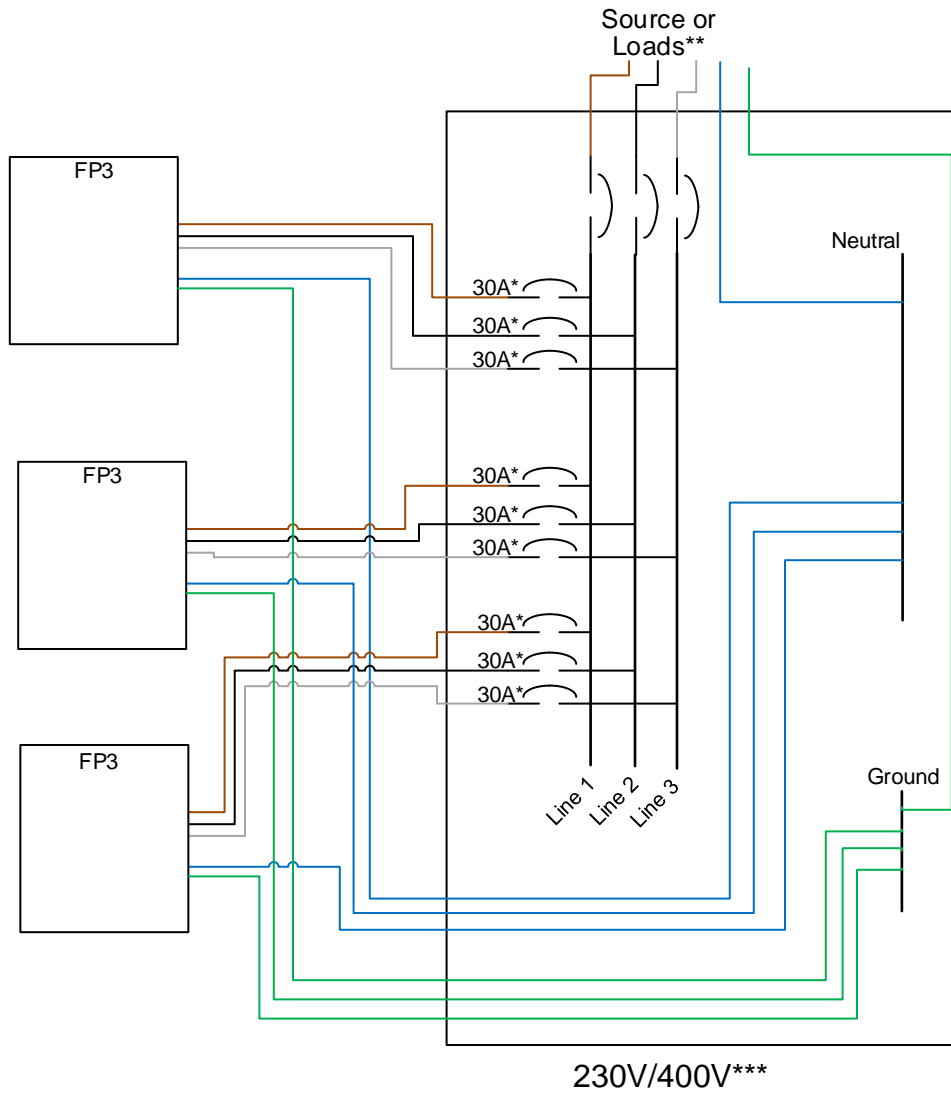 Source or
Loads**
FP3
Neutral
30A*
30A*
30A*
FP3
30A*
30A*
30A*
30A*
30A*
30A*
FP3
Line 1
Line 2
Line 3
Ground
230V/400V***